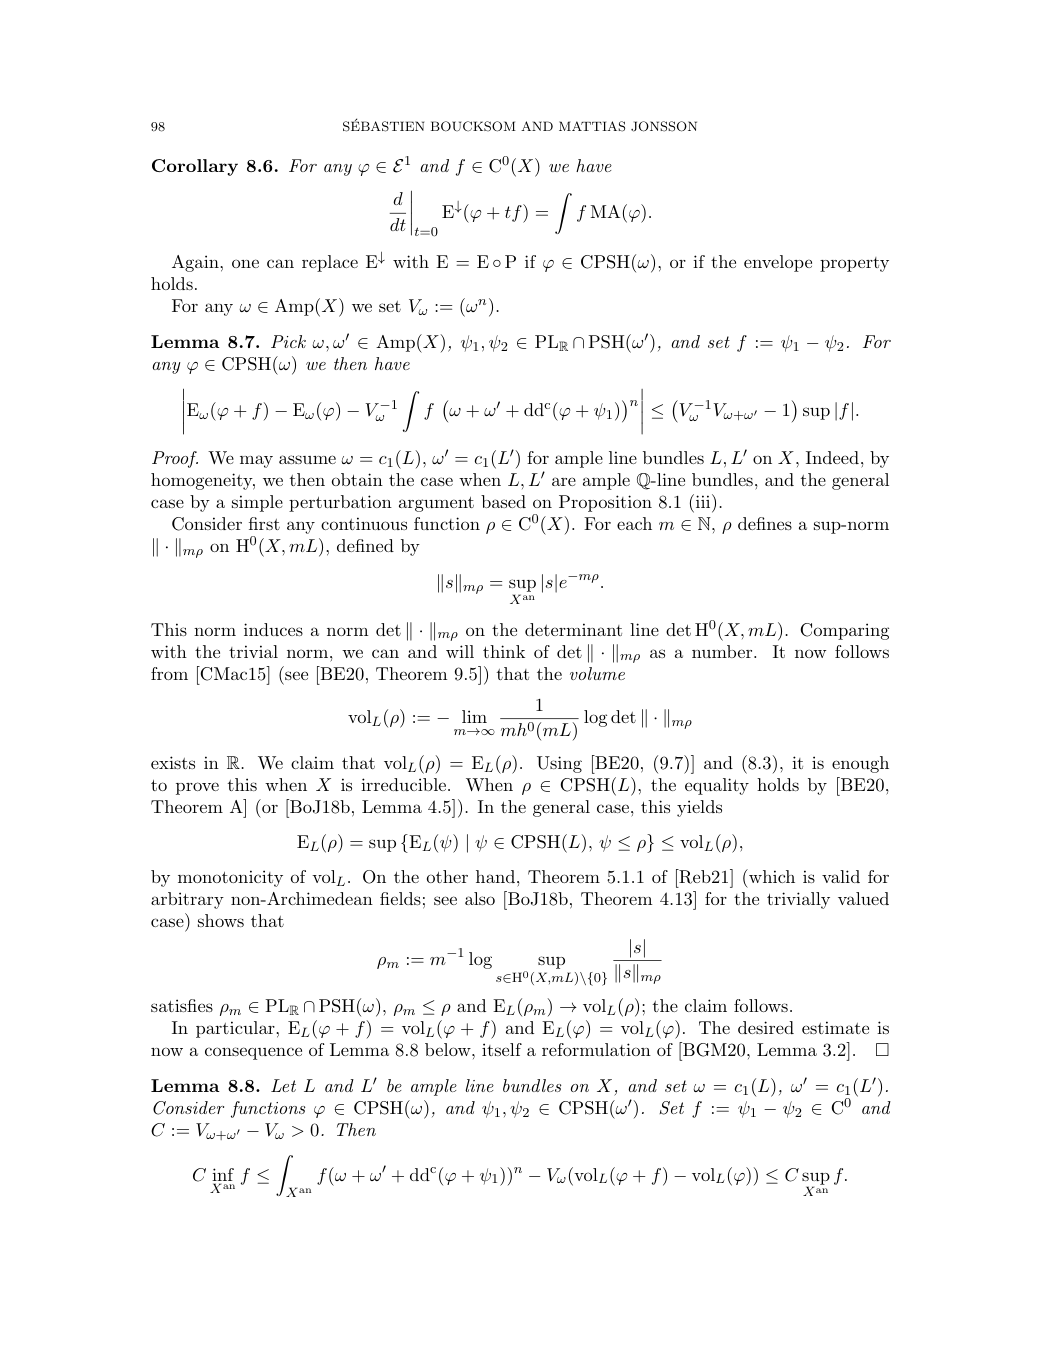 98
SÉBASTIEN BOUCKSOM AND MATTIAS JONSSON
Corollary 8.6. For any φ ∈ ℰ¹ and f ∈ C⁰(X) we have
d/dt|_{t=0} E^↓(φ + tf) = ∫ f MA(φ).
Again, one can replace E^↓ with E = E ∘ P if φ ∈ CPSH(ω), or if the envelope property
holds.
For any ω ∈ Amp(X) we set V_ω := (ωⁿ).
Lemma 8.7. Pick ω, ω′ ∈ Amp(X), ψ₁, ψ₂ ∈ PL_ℝ ∩ PSH(ω′), and set f := ψ₁ − ψ₂. For
any φ ∈ CPSH(ω) we then have
|E_ω(φ + f) − E_ω(φ) − V_ω^{−1} ∫ f (ω + ω′ + dd^c(φ + ψ₁))ⁿ| ≤ (V_ω^{−1}V_{ω+ω′} − 1) sup |f|.
Proof. We may assume ω = c₁(L), ω′ = c₁(L′) for ample line bundles L, L′ on X, Indeed, by
homogeneity, we then obtain the case when L, L′ are ample ℚ-line bundles, and the general
case by a simple perturbation argument based on Proposition 8.1 (iii).
Consider first any continuous function ρ ∈ C⁰(X). For each m ∈ ℕ, ρ defines a sup-norm
‖ · ‖_{mρ} on H⁰(X, mL), defined by
‖s‖_{mρ} = sup_{X^an} |s|e^{−mρ}.
This norm induces a norm det ‖ · ‖_{mρ} on the determinant line det H⁰(X, mL). Comparing
with the trivial norm, we can and will think of det ‖ · ‖_{mρ} as a number. It now follows
from [CMac15] (see [BE20, Theorem 9.5]) that the volume
vol_L(ρ) := − lim_{m→∞} 1/(mh⁰(mL)) log det ‖ · ‖_{mρ}
exists in ℝ. We claim that vol_L(ρ) = E_L(ρ). Using [BE20, (9.7)] and (8.3), it is enough
to prove this when X is irreducible. When ρ ∈ CPSH(L), the equality holds by [BE20,
Theorem A] (or [BoJ18b, Lemma 4.5]). In the general case, this yields
E_L(ρ) = sup {E_L(ψ) | ψ ∈ CPSH(L), ψ ≤ ρ} ≤ vol_L(ρ),
by monotonicity of vol_L. On the other hand, Theorem 5.1.1 of [Reb21] (which is valid for
arbitrary non-Archimedean fields; see also [BoJ18b, Theorem 4.13] for the trivially valued
case) shows that
ρ_m := m^{−1} log sup_{s∈H⁰(X,mL)\{0}} |s|/‖s‖_{mρ}
satisfies ρ_m ∈ PL_ℝ ∩ PSH(ω), ρ_m ≤ ρ and E_L(ρ_m) → vol_L(ρ); the claim follows.
In particular, E_L(φ + f) = vol_L(φ + f) and E_L(φ) = vol_L(φ). The desired estimate is
now a consequence of Lemma 8.8 below, itself a reformulation of [BGM20, Lemma 3.2]. □
Lemma 8.8. Let L and L′ be ample line bundles on X, and set ω = c₁(L), ω′ = c₁(L′).
Consider functions φ ∈ CPSH(ω), and ψ₁, ψ₂ ∈ CPSH(ω′). Set f := ψ₁ − ψ₂ ∈ C⁰ and
C := V_{ω+ω′} − V_ω > 0. Then
C inf_{X^an} f ≤ ∫_{X^an} f(ω + ω′ + dd^c(φ + ψ₁))ⁿ − V_ω(vol_L(φ + f) − vol_L(φ)) ≤ C sup_{X^an} f.